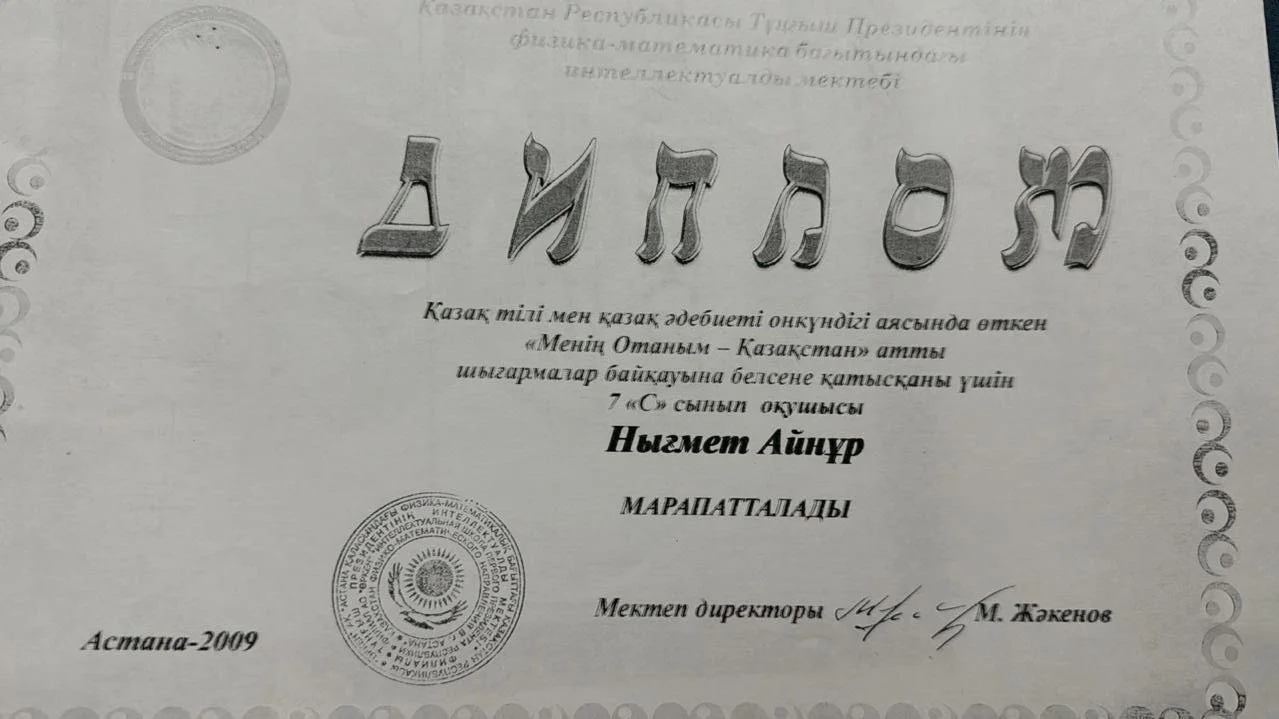 Қазақстан Республикасы Тұңғыш Президентінің
физика-математика бағытындағы
интеллектуалды мектебі
ДИПЛОМ
Қазақ тілі мен қазақ әдебиеті онкүндігі аясында өткен
«Менің Отаным – Қазақстан» атты
шығармалар байқауына белсене қатысқаны үшін
7 «С» сынып оқушысы
Нығмет Айнұр
МАРАПАТТАЛАДЫ
Мектеп директоры М. Жәкенов
Астана-2009